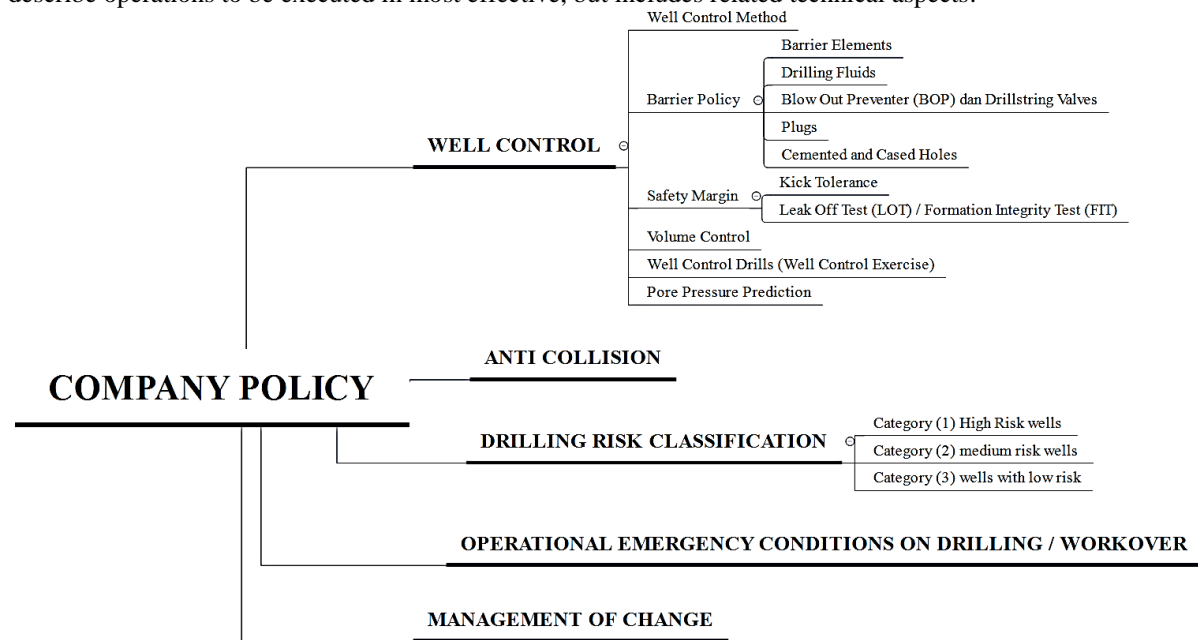 describe operations to be executed in most effective, but includes related technical aspects:
Well Control Method
Barrier Elements
Drilling Fluids
Barrier Policy
Blow Out Preventer (BOP) dan Drillstring Valves
Plugs
WELL CONTROL
Cemented and Cased Holes
Kick Tolerance
Safety Margin
Leak Off Test (LOT) / Formation Integrity Test (FIT)
Volume Control
Well Control Drills (Well Control Exercise)
Pore Pressure Prediction
ANTI COLLISION
COMPANY POLICY
Category (1) High Risk wells
DRILLING RISK CLASSIFICATION
Category (2) medium risk wells
Category (3) wells with low risk
OPERATIONAL EMERGENCY CONDITIONS ON DRILLING / WORKOVER
MANAGEMENT OF CHANGE